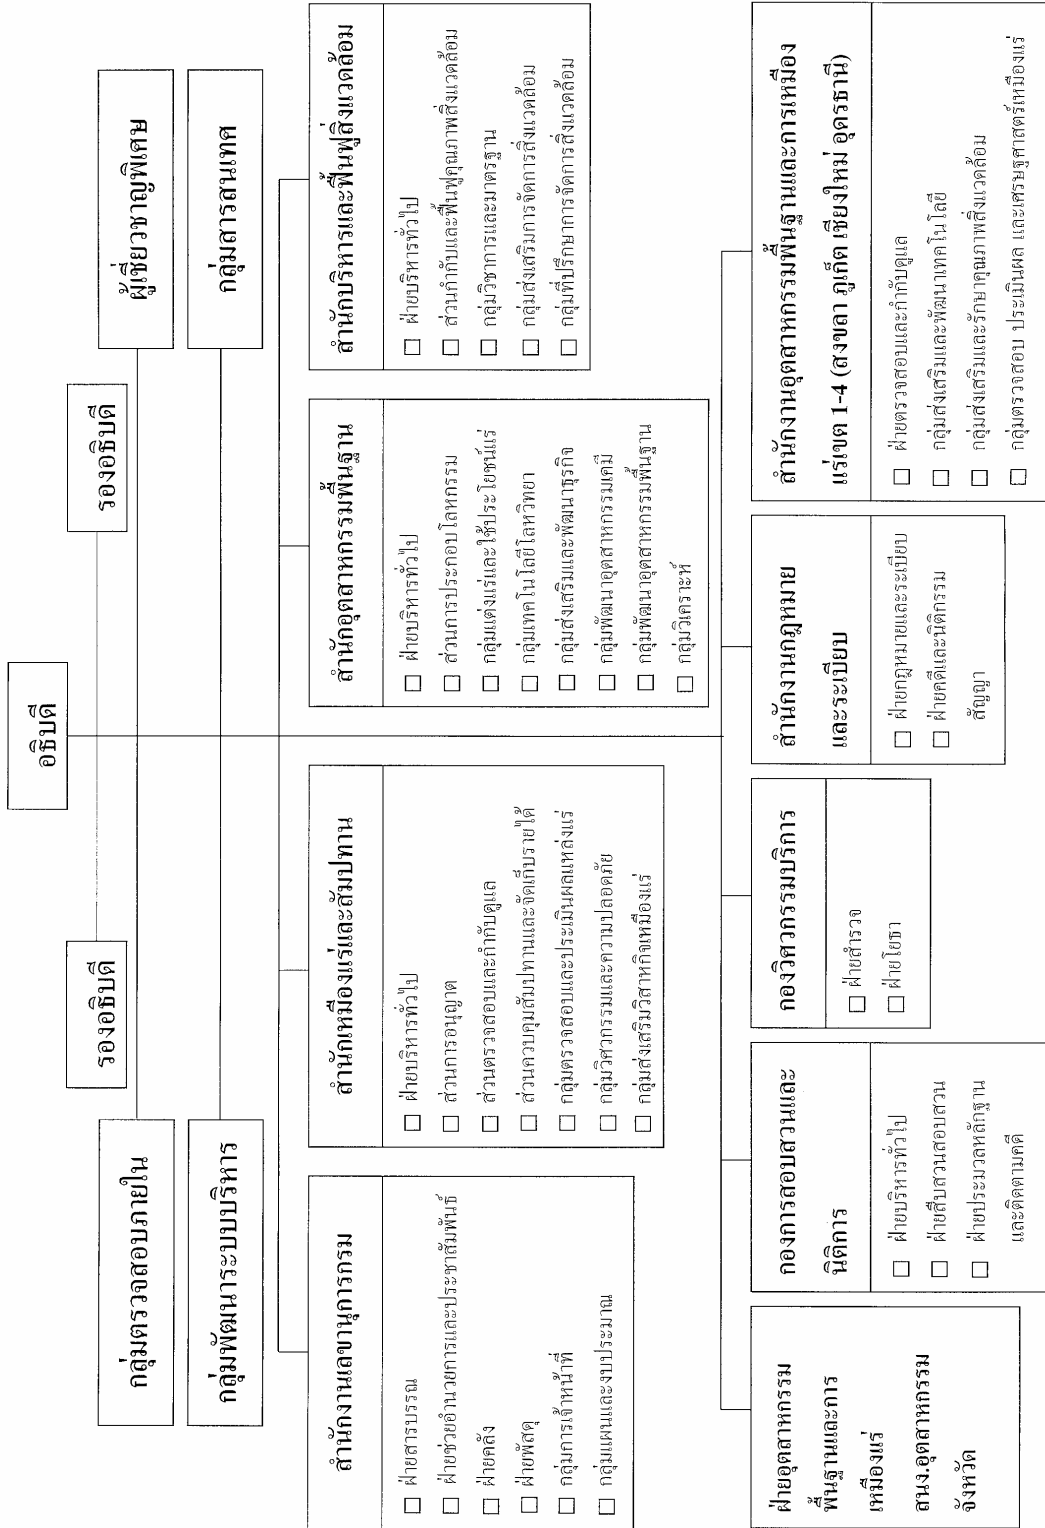 อธิบดี
รองอธิบดี
รองอธิบดี
กลุ่มตรวจสอบภายใน
ผู้เชี่ยวชาญพิเศษ
กลุ่มพัฒนาระบบบริหาร
กลุ่มสารสนเทศ
สำนักงานเลขานุการกรม
☐ ฝ่ายสารบรรณ
☐ ฝ่ายช่วยอำนวยการและประชาสัมพันธ์
☐ ฝ่ายคลัง
☐ ฝ่ายพัสดุ
☐ กลุ่มการเจ้าหน้าที่
☐ กลุ่มแผนและงบประมาณ
สำนักเหมืองแร่และสัมปทาน
☐ ฝ่ายบริหารทั่วไป
☐ ส่วนการอนุญาต
☐ ส่วนตรวจสอบและกำกับดูแล
☐ ส่วนควบคุมสัมปทานและจัดเก็บรายได้
☐ กลุ่มตรวจสอบและประเมินผลแหล่งแร่
☐ กลุ่มวิศวกรรมและความปลอดภัย
☐ กลุ่มส่งเสริมวิสาหกิจเหมืองแร่
สำนักอุตสาหกรรมพื้นฐาน
☐ ฝ่ายบริหารทั่วไป
☐ ส่วนการประกอบโลหกรรม
☐ กลุ่มแต่งแร่และใช้ประโยชน์แร่
☐ กลุ่มเทคโนโลยีโลหวิทยา
☐ กลุ่มส่งเสริมและพัฒนาธุรกิจ
☐ กลุ่มพัฒนาอุตสาหกรรมเคมี
☐ กลุ่มพัฒนาอุตสาหกรรมพื้นฐาน
☐ กลุ่มวิเคราะห์
สำนักบริหารและฟื้นฟูสิ่งแวดล้อม
☐ ฝ่ายบริหารทั่วไป
☐ ส่วนกำกับและฟื้นฟูคุณภาพสิ่งแวดล้อม
☐ กลุ่มวิชาการและมาตรฐาน
☐ กลุ่มส่งเสริมการจัดการสิ่งแวดล้อม
☐ กลุ่มที่ปรึกษาการจัดการสิ่งแวดล้อม
ฝ่ายอุตสาหกรรม
พื้นฐานและการ
เหมืองแร่
สนง.อุตสาหกรรม
จังหวัด
กองการสอบสวนและ
นิติการ
☐ ฝ่ายบริหารทั่วไป
☐ ฝ่ายสืบสวนสอบสวน
☐ ฝ่ายประมวลหลักฐาน
และติดตามคดี
กองวิศวกรรมบริการ
☐ ฝ่ายสำรวจ
☐ ฝ่ายโยธา
สำนักงานกฎหมาย
และระเบียบ
☐ ฝ่ายกฎหมายและระเบียบ
☐ ฝ่ายคดีและนิติกรรม
สัญญา
สำนักงานอุตสาหกรรมพื้นฐานและการเหมือง
แร่เขต 1-4 (สงขลา ภูเก็ต เชียงใหม่ อุดรธานี)
☐ ฝ่ายตรวจสอบและกำกับดูแล
☐ กลุ่มส่งเสริมและพัฒนาเทคโนโลยี
☐ กลุ่มส่งเสริมและรักษาคุณภาพสิ่งแวดล้อม
☐ กลุ่มตรวจสอบ ประเมินผล และเศรษฐศาสตร์เหมืองแร่